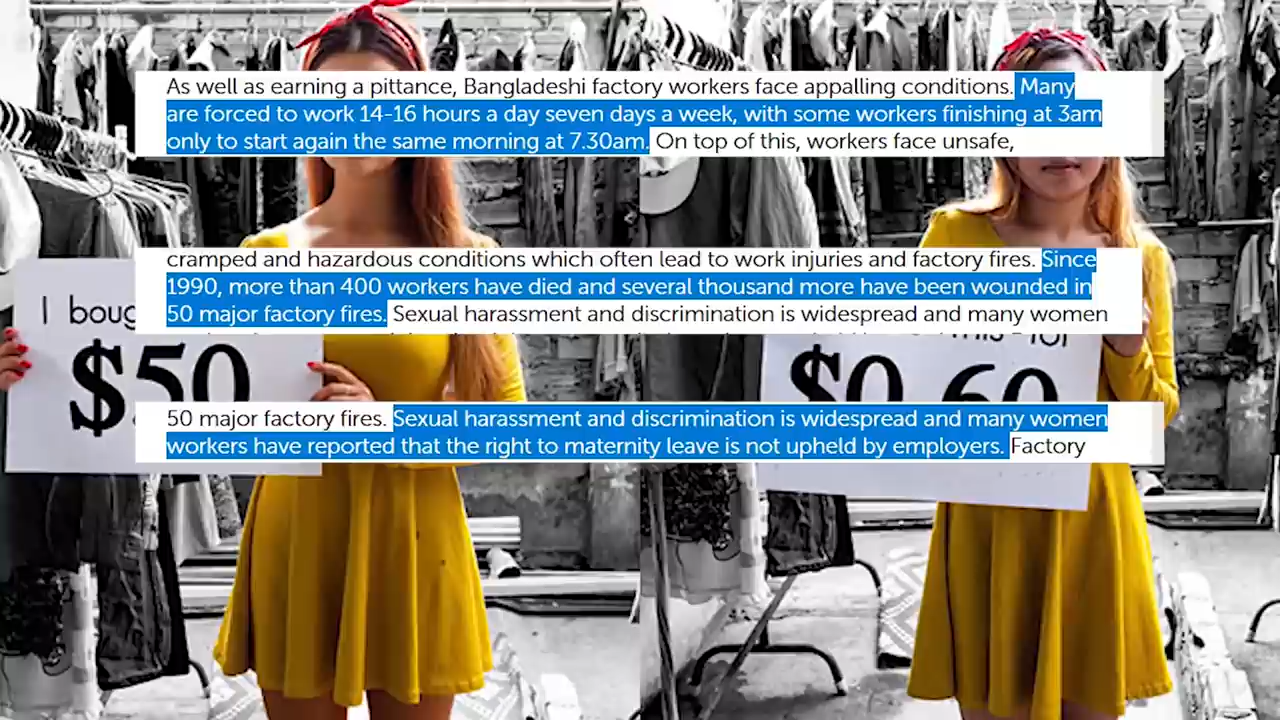 As well as earning a pittance, Bangladeshi factory workers face appalling conditions. Many
are forced to work 14-16 hours a day seven days a week, with some workers finishing at 3am
only to start again the same morning at 7.30am. On top of this, workers face unsafe,
cramped and hazardous conditions which often lead to work injuries and factory fires. Since
1990, more than 400 workers have died and several thousand more have been wounded in
50 major factory fires. Sexual harassment and discrimination is widespread and many women
I boug
$50
this for
$0.60
50 major factory fires. Sexual harassment and discrimination is widespread and many women
workers have reported that the right to maternity leave is not upheld by employers. Factory